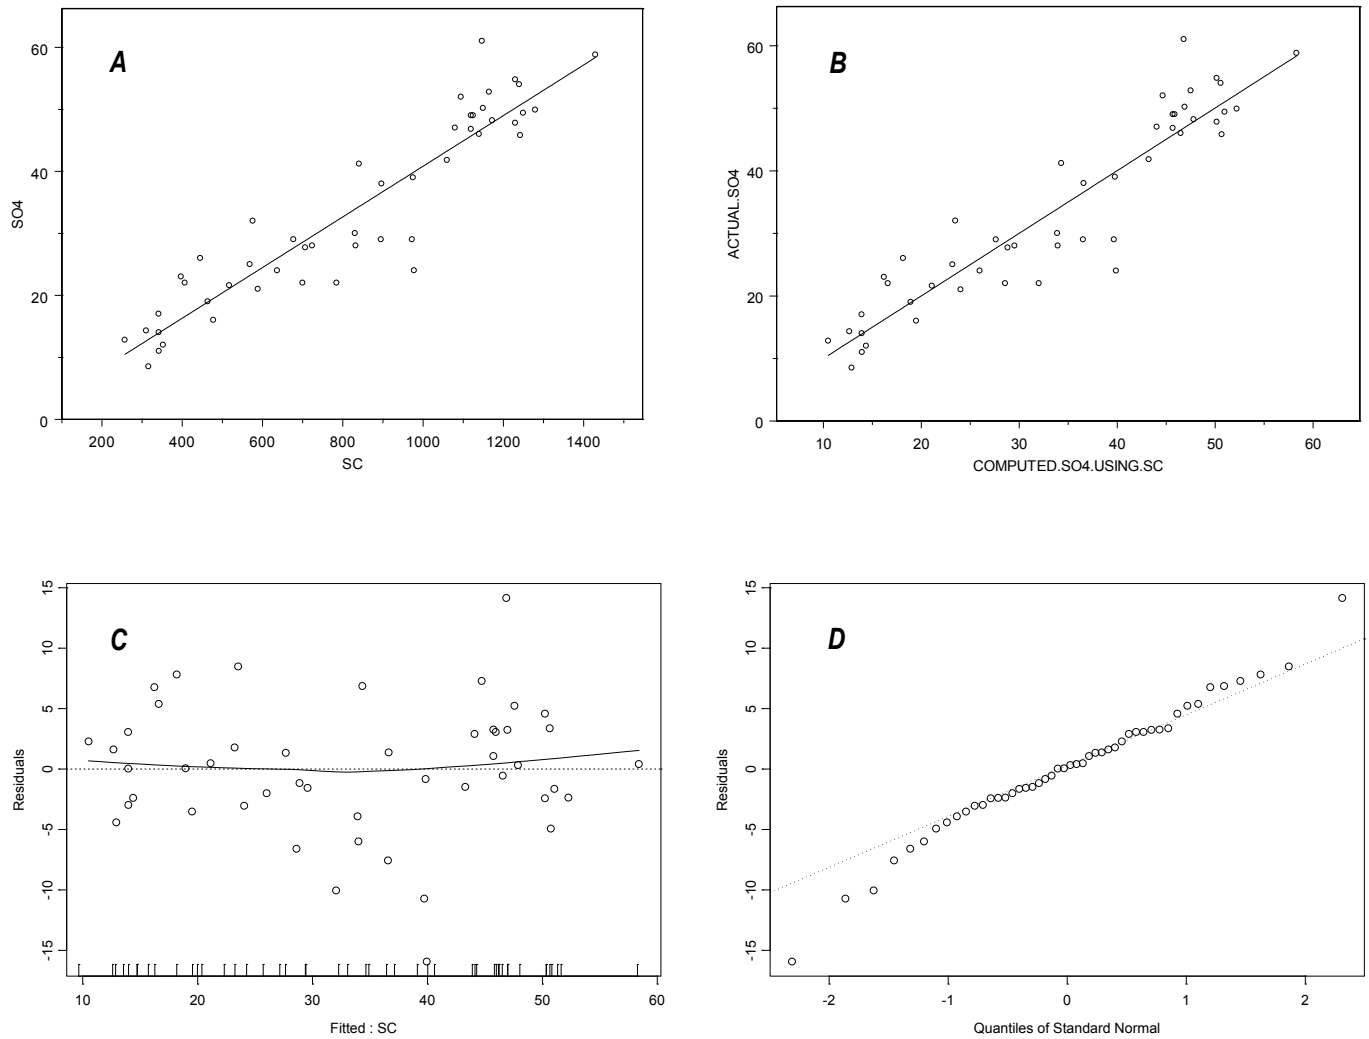 A
60
40
20
0
SO4
200 400 600 800 1000 1200 1400
SC
B
60
40
20
0
ACTUAL.SO4
10 20 30 40 50 60
COMPUTED.SO4.USING.SC
C
15
10
5
0
-5
-10
-15
Residuals
10 20 30 40 50 60
Fitted : SC
D
15
10
5
0
-5
-10
-15
Residuals
-2 -1 0 1 2
Quantiles of Standard Normal